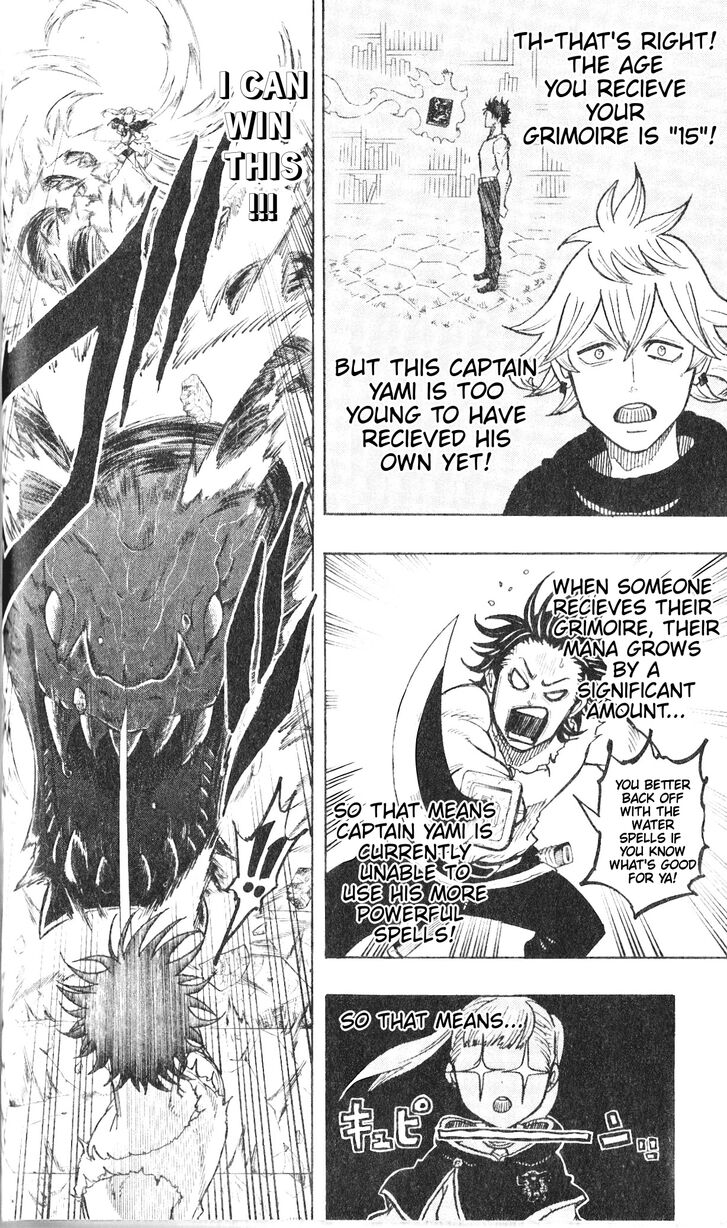 TH-THAT'S RIGHT!
THE AGE
YOU RECIEVE
YOUR
GRIMOIRE IS "15"!
BUT THIS CAPTAIN
YAMI IS TOO
YOUNG TO HAVE
RECIEVED HIS
OWN YET!
WHEN SOMEONE
RECIEVES THEIR
GRIMOIRE, THEIR
MANA GROWS
BY A
SIGNIFICANT
AMOUNT...
YOU BETTER
BACK OFF
WITH THE
WATER
SPELLS IF
YOU KNOW
WHAT'S GOOD
FOR YA!
SO THAT MEANS
CAPTAIN YAMI IS
CURRENTLY
UNABLE TO
USE HIS MORE
POWERFUL
SPELLS!
SO THAT MEANS...
キュピーン
I CAN
WIN
THIS
!!!
!!